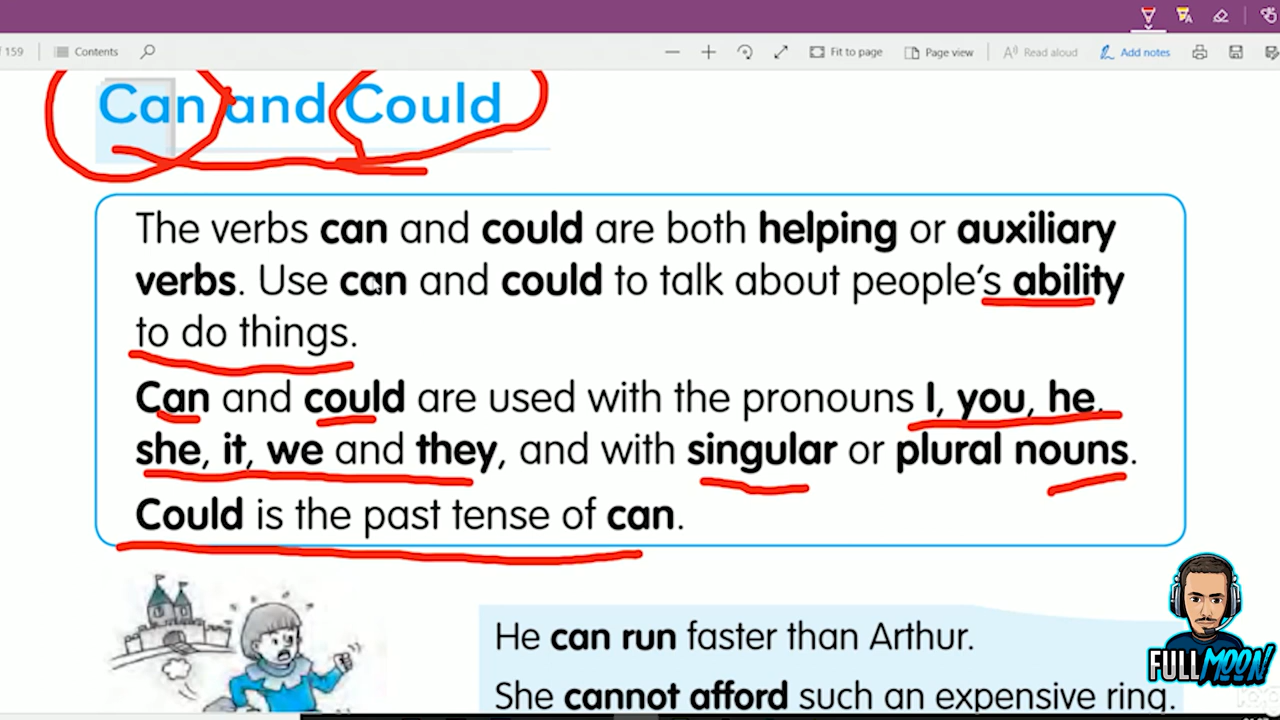 159
Contents
Fit to page
Page view
Read aloud
Add notes
Can and Could
The verbs can and could are both helping or auxiliary
verbs. Use can and could to talk about people's ability
to do things.
Can and could are used with the pronouns I, you, he,
she, it, we and they, and with singular or plural nouns.
Could is the past tense of can.
He can run faster than Arthur.
She cannot afford such an expensive ring.
FULLMOON